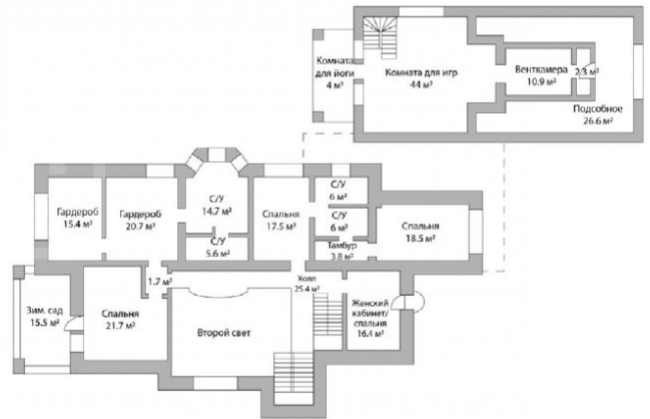 Комната
для йоги
4 м²
Комната для игр
44 м²
Венткамера
10.9 м²
2.3 м²
Подсобное
26.6 м²
Гардероб
15.4 м²
Гардероб
20.7 м²
С/У
14.7 м²
С/У
5.6 м²
Спальня
17.5 м²
С/У
6 м²
С/У
6 м²
Тамбур
3.8 м²
Спальня
18.5 м²
Зим. сад
15.5 м²
Спальня
21.7 м²
1.7 м²
Второй свет
Холл
25.4 м²
Женский
кабинет/
спальня
16.4 м²